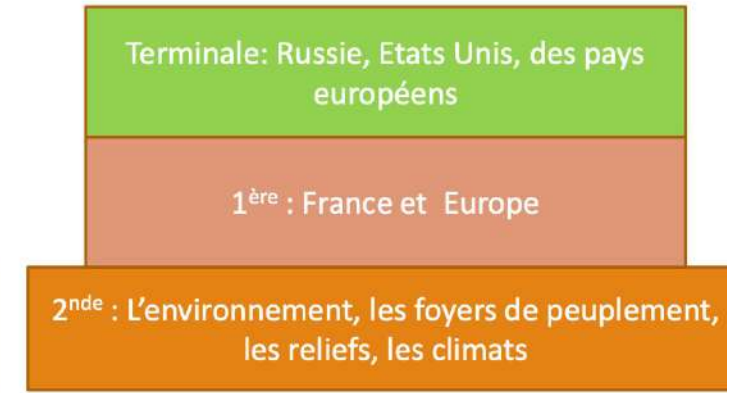 Terminale: Russie, Etats Unis, des pays
européens
1ère : France et Europe
2nde : L’environnement, les foyers de peuplement,
les reliefs, les climats